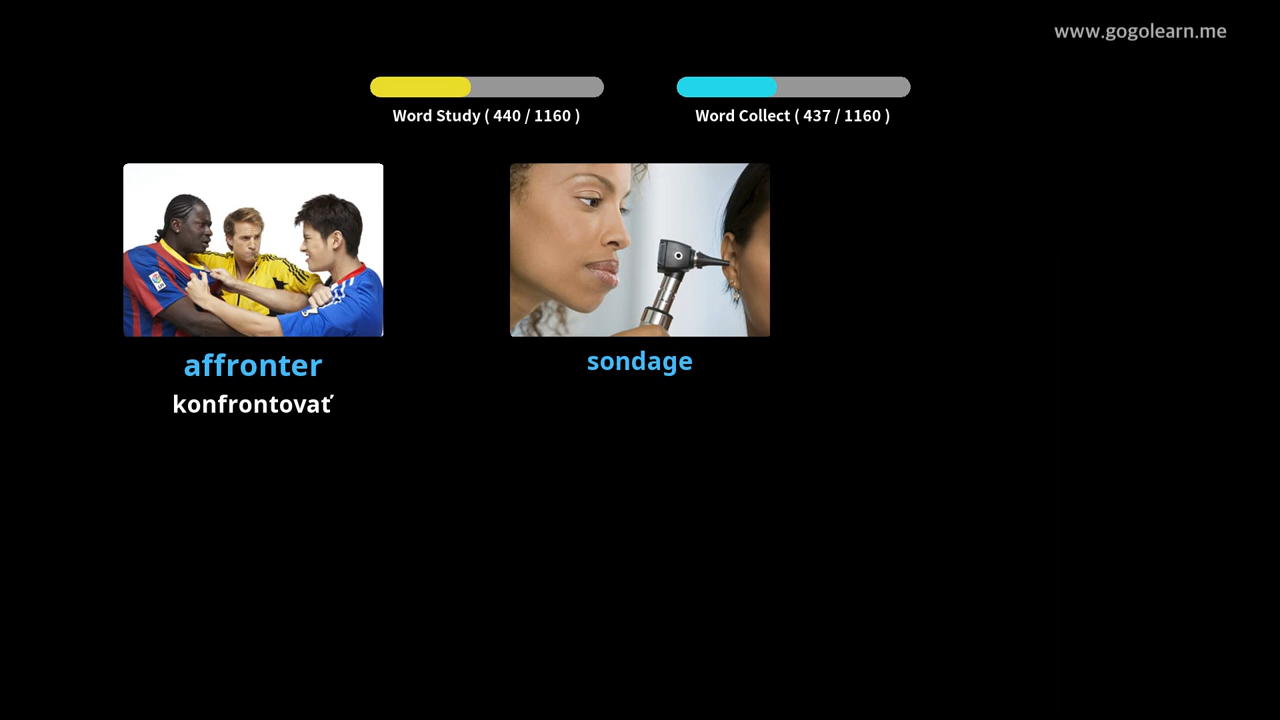 www.gogolearn.me
Word Study ( 440 / 1160 )
Word Collect ( 437 / 1160 )
affronter
konfrontovať
sondage